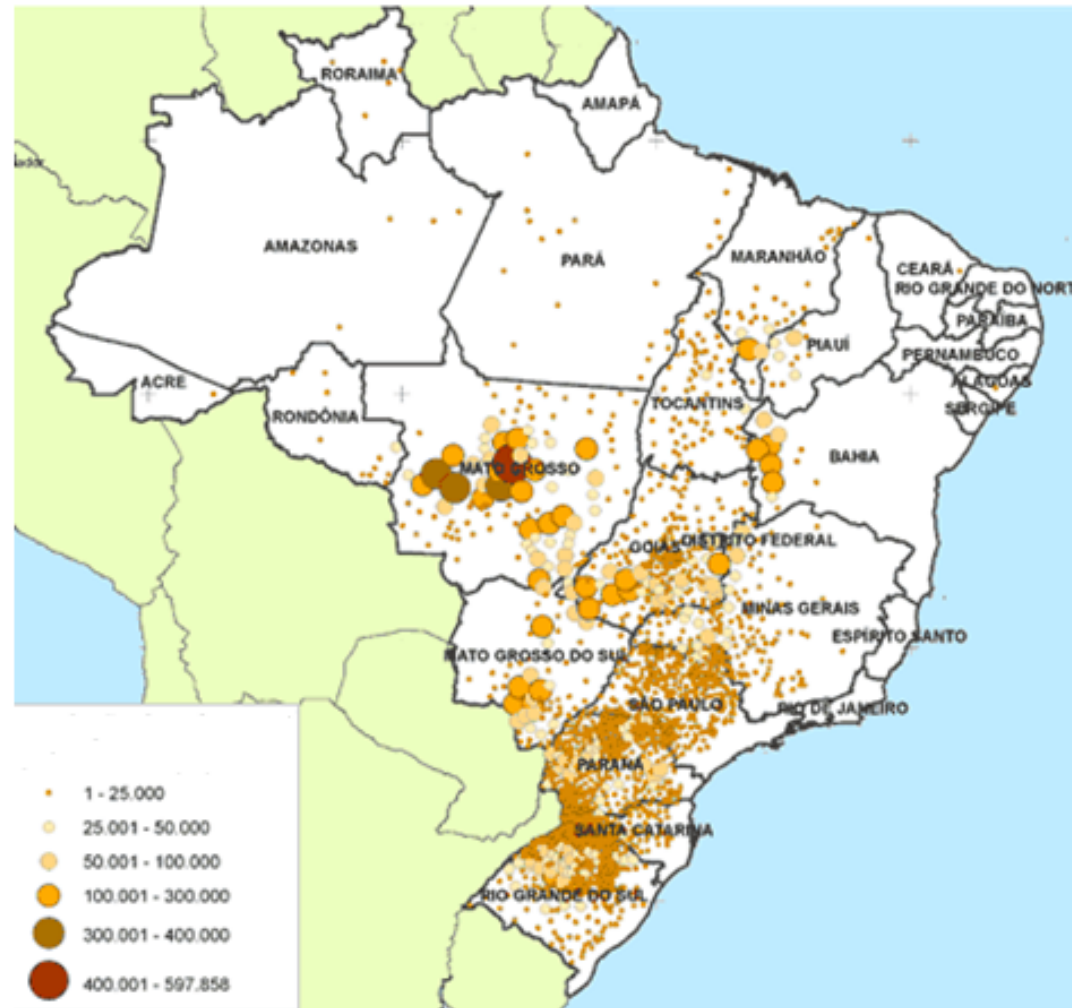 RORAIMA
AMAPÁ
AMAZONAS
PARÁ
MARANHÃO
CEARÁ
RIO GRANDE DO NORT
PARAÍBA
PIAUÍ
PERNAMBUCO
ACRE
ALAGOAS
TOCANTINS
SERGIPE
RONDÔNIA
BAHIA
MATO GROSSO
DISTRITO FEDERAL
GOIÁS
MINAS GERAIS
ESPÍRITO SANTO
MATO GROSSO DO SUL
SÃO PAULO
RIO DE JANEIRO
PARANÁ
SANTA CATARINA
RIO GRANDE DO SUL
1 - 25.000
25.001 - 50.000
50.001 - 100.000
100.001 - 300.000
300.001 - 400.000
400.001 - 597.858